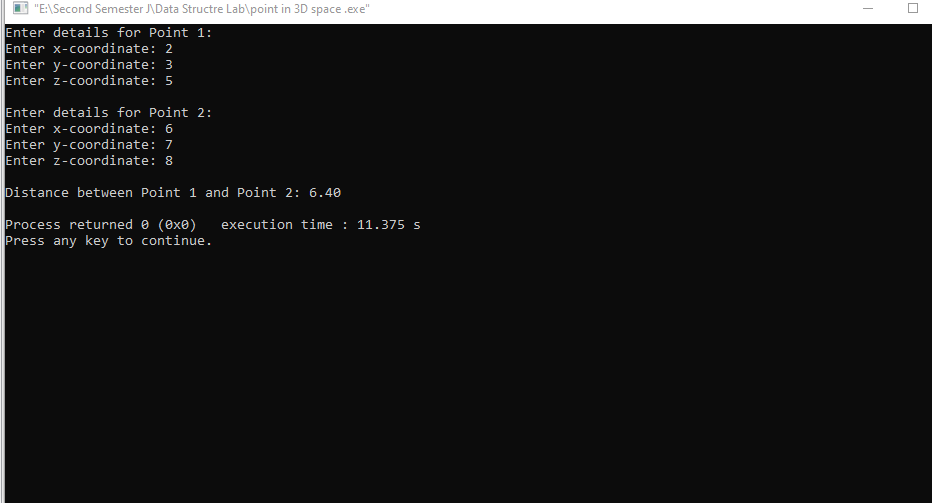 "E:\Second Semester J\Data Structre Lab\point in 3D space .exe"
Enter details for Point 1:
Enter x-coordinate: 2
Enter y-coordinate: 3
Enter z-coordinate: 5
Enter details for Point 2:
Enter x-coordinate: 6
Enter y-coordinate: 7
Enter z-coordinate: 8
Distance between Point 1 and Point 2: 6.40
Process returned 0 (0x0)   execution time : 11.375 s
Press any key to continue.